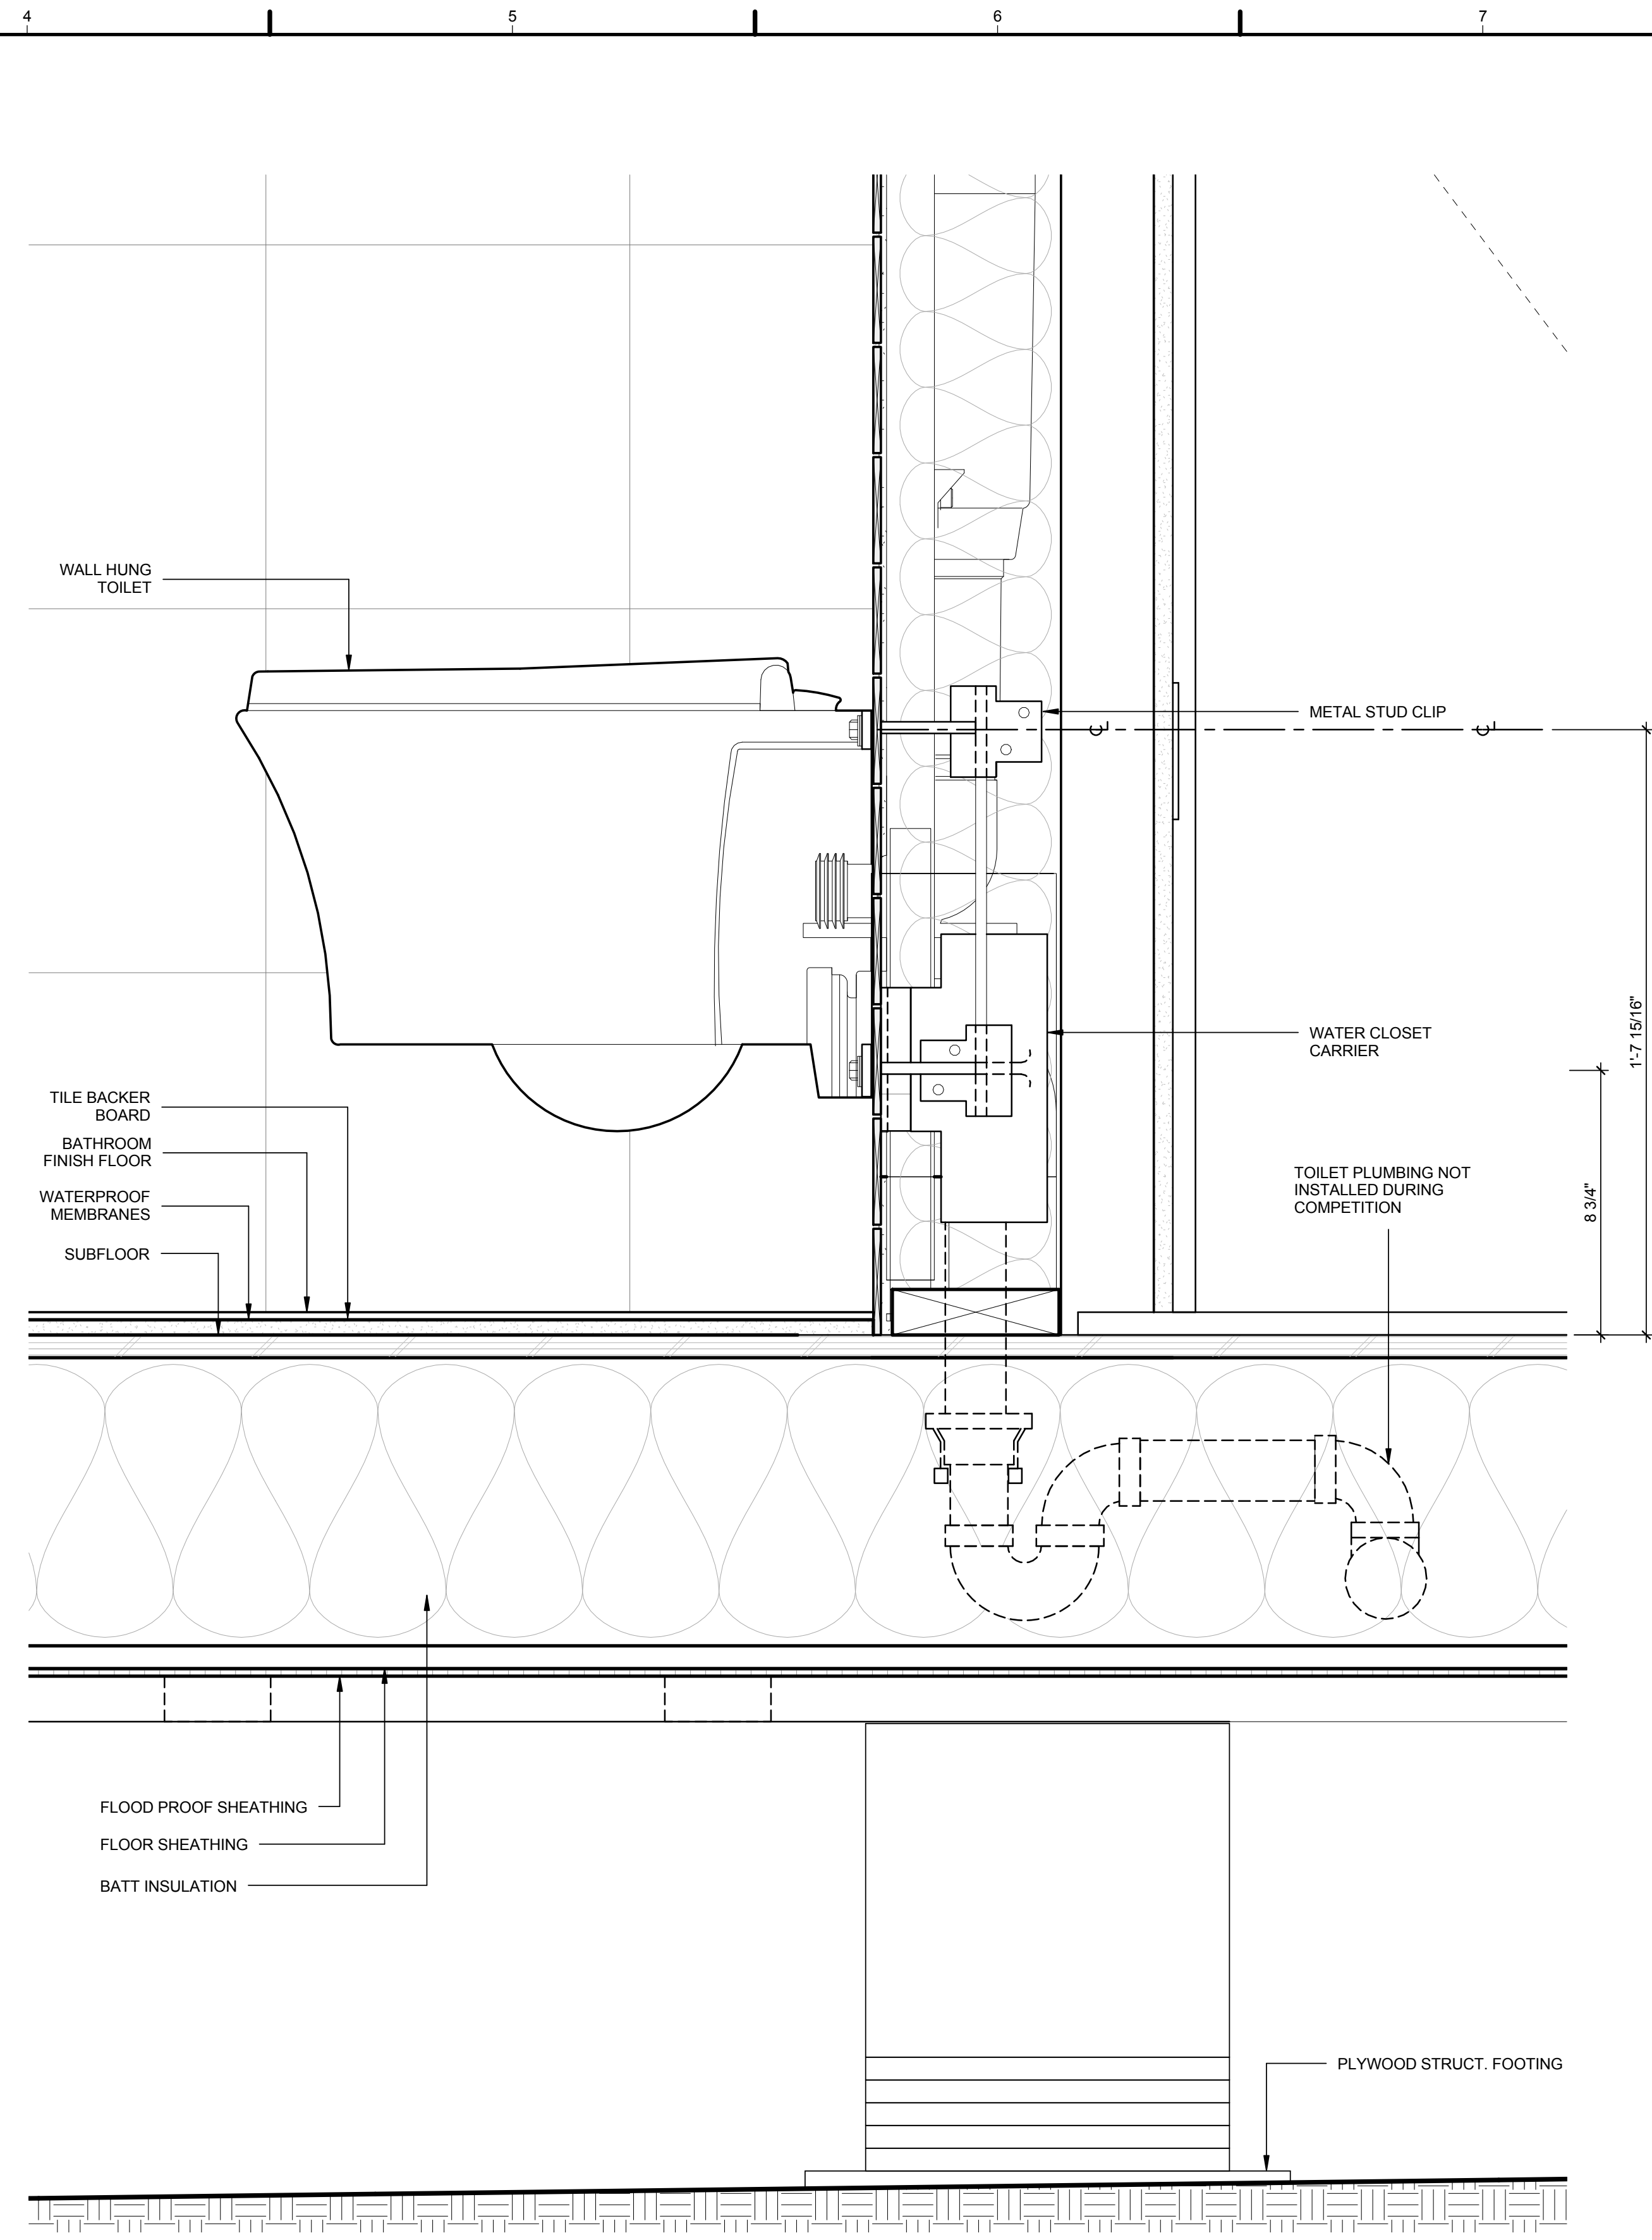 4 5 6 7
WALL HUNG
TOILET
METAL STUD CLIP
WATER CLOSET
CARRIER
1'-7 15/16"
TILE BACKER
BOARD
BATHROOM
FINISH FLOOR
WATERPROOF
MEMBRANES
SUBFLOOR
TOILET PLUMBING NOT
INSTALLED DURING
COMPETITION
8 3/4"
FLOOD PROOF SHEATHING
FLOOR SHEATHING
BATT INSULATION
PLYWOOD STRUCT. FOOTING